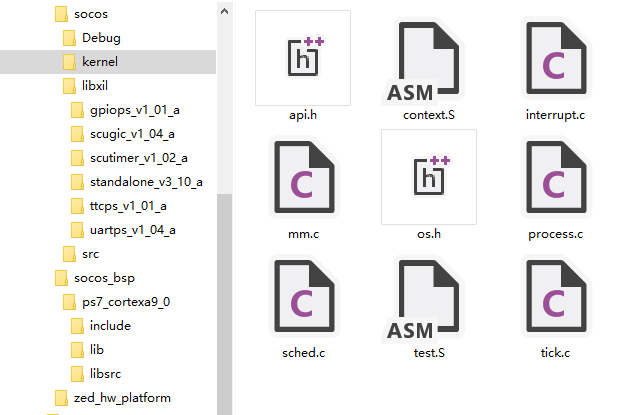 socos
Debug
kernel
libxil
gpiops_v1_01_a
scugic_v1_04_a
scutimer_v1_02_a
standalone_v3_10_a
ttcps_v1_01_a
uartps_v1_04_a
src
socos_bsp
ps7_cortexa9_0
include
lib
libsrc
zed_hw_platform
h++
ASM
C
api.h
context.S
interrupt.c
C
h++
C
mm.c
os.h
process.c
C
ASM
C
sched.c
test.S
tick.c